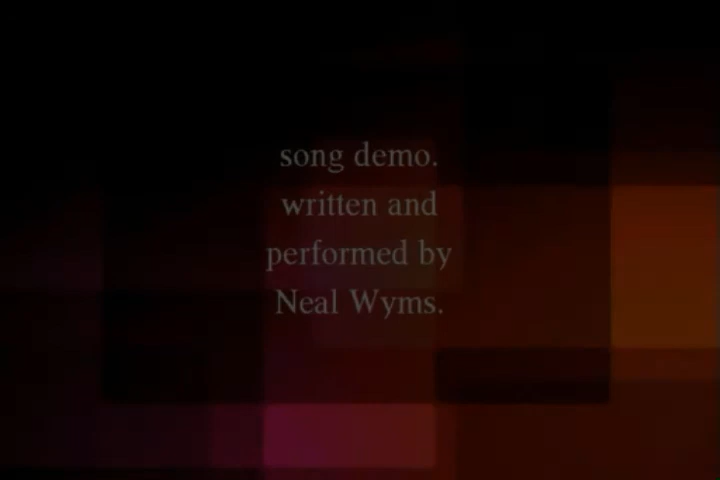 song demo.
written and
performed by
Neal Wyms.